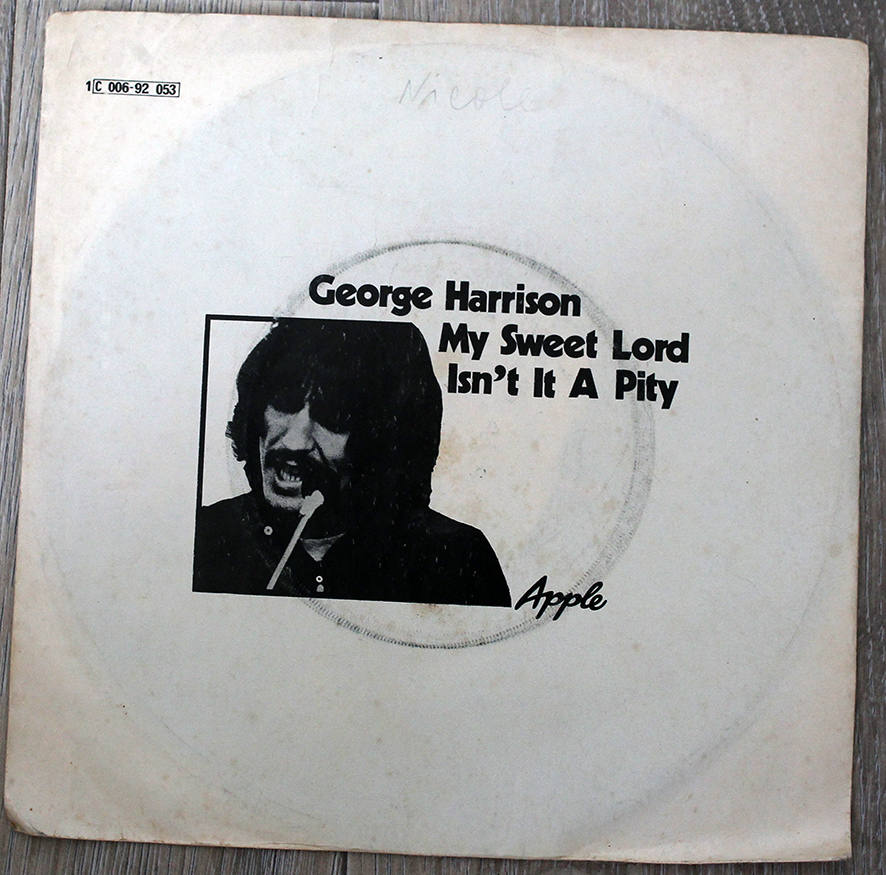 1C 006-92 053
Nicole
George Harrison
My Sweet Lord
Isn't It A Pity
Apple